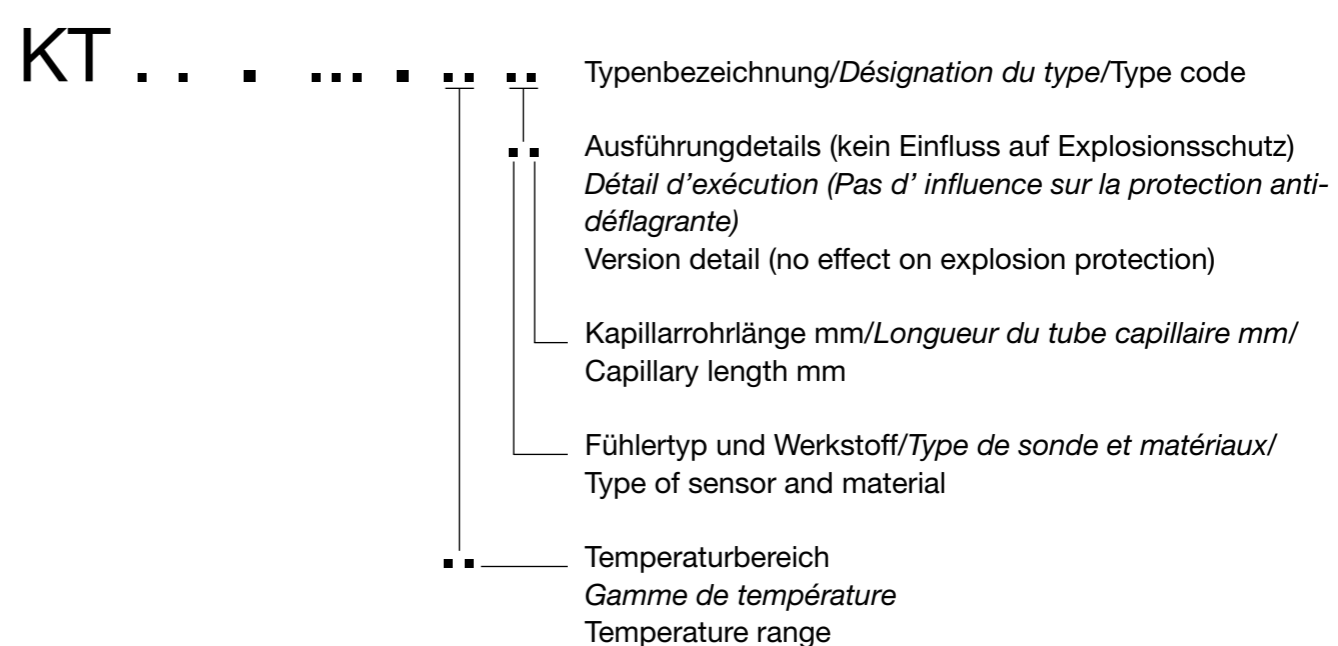 KT . . . ... . .. .. Typenbezeichnung/Désignation du type/Type code
.. Ausführungdetails (kein Einfluss auf Explosionsschutz)
Détail d’exécution (Pas d’ influence sur la protection anti-
déflagrante)
Version detail (no effect on explosion protection)
Kapillarrohrlänge mm/Longueur du tube capillaire mm/
Capillary length mm
Fühlertyp und Werkstoff/Type de sonde et matériaux/
Type of sensor and material
.. Temperaturbereich
Gamme de température
Temperature range